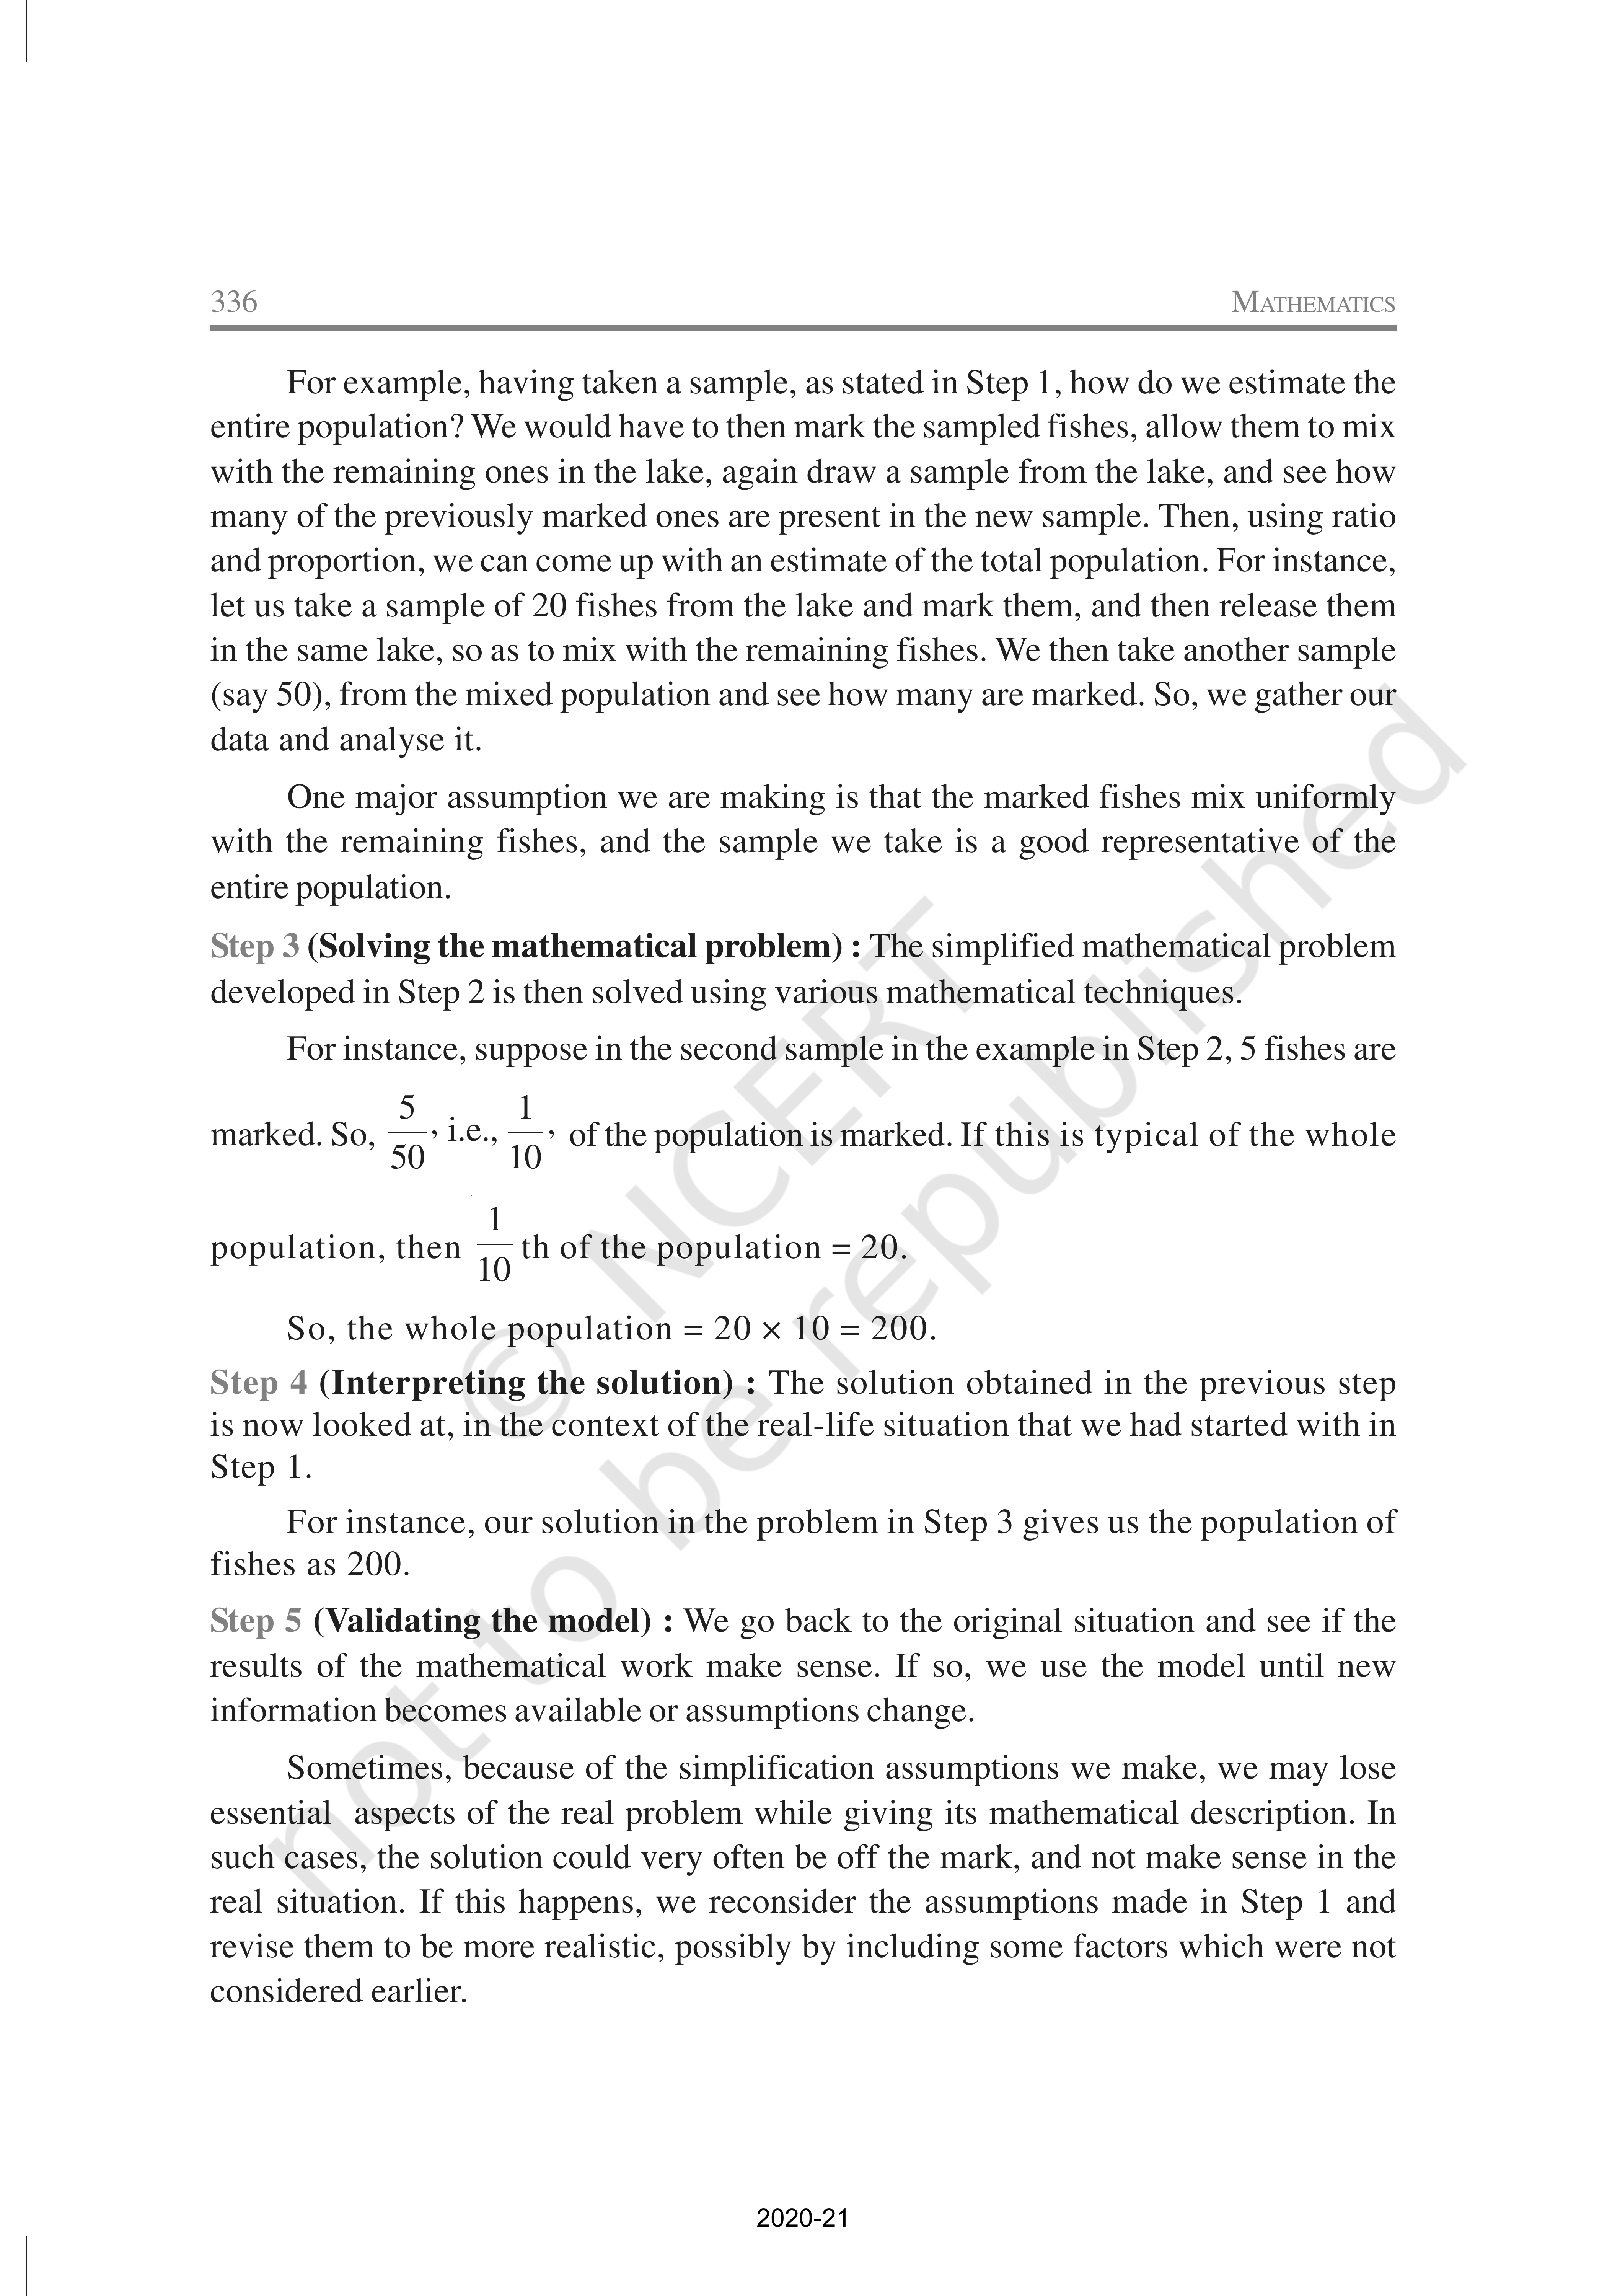 336 MATHEMATICS
For example, having taken a sample, as stated in Step 1, how do we estimate the
entire population? We would have to then mark the sampled fishes, allow them to mix
with the remaining ones in the lake, again draw a sample from the lake, and see how
many of the previously marked ones are present in the new sample. Then, using ratio
and proportion, we can come up with an estimate of the total population. For instance,
let us take a sample of 20 fishes from the lake and mark them, and then release them
in the same lake, so as to mix with the remaining fishes. We then take another sample
(say 50), from the mixed population and see how many are marked. So, we gather our
data and analyse it.
One major assumption we are making is that the marked fishes mix uniformly
with the remaining fishes, and the sample we take is a good representative of the
entire population.
Step 3 (Solving the mathematical problem) : The simplified mathematical problem
developed in Step 2 is then solved using various mathematical techniques.
For instance, suppose in the second sample in the example in Step 2, 5 fishes are
marked. So, 5/50, i.e., 1/10, of the population is marked. If this is typical of the whole
population, then 1/10 th of the population = 20.
So, the whole population = 20 × 10 = 200.
Step 4 (Interpreting the solution) : The solution obtained in the previous step
is now looked at, in the context of the real-life situation that we had started with in
Step 1.
For instance, our solution in the problem in Step 3 gives us the population of
fishes as 200.
Step 5 (Validating the model) : We go back to the original situation and see if the
results of the mathematical work make sense. If so, we use the model until new
information becomes available or assumptions change.
Sometimes, because of the simplification assumptions we make, we may lose
essential aspects of the real problem while giving its mathematical description. In
such cases, the solution could very often be off the mark, and not make sense in the
real situation. If this happens, we reconsider the assumptions made in Step 1 and
revise them to be more realistic, possibly by including some factors which were not
considered earlier.
© NCERT
not to be republished
2020-21